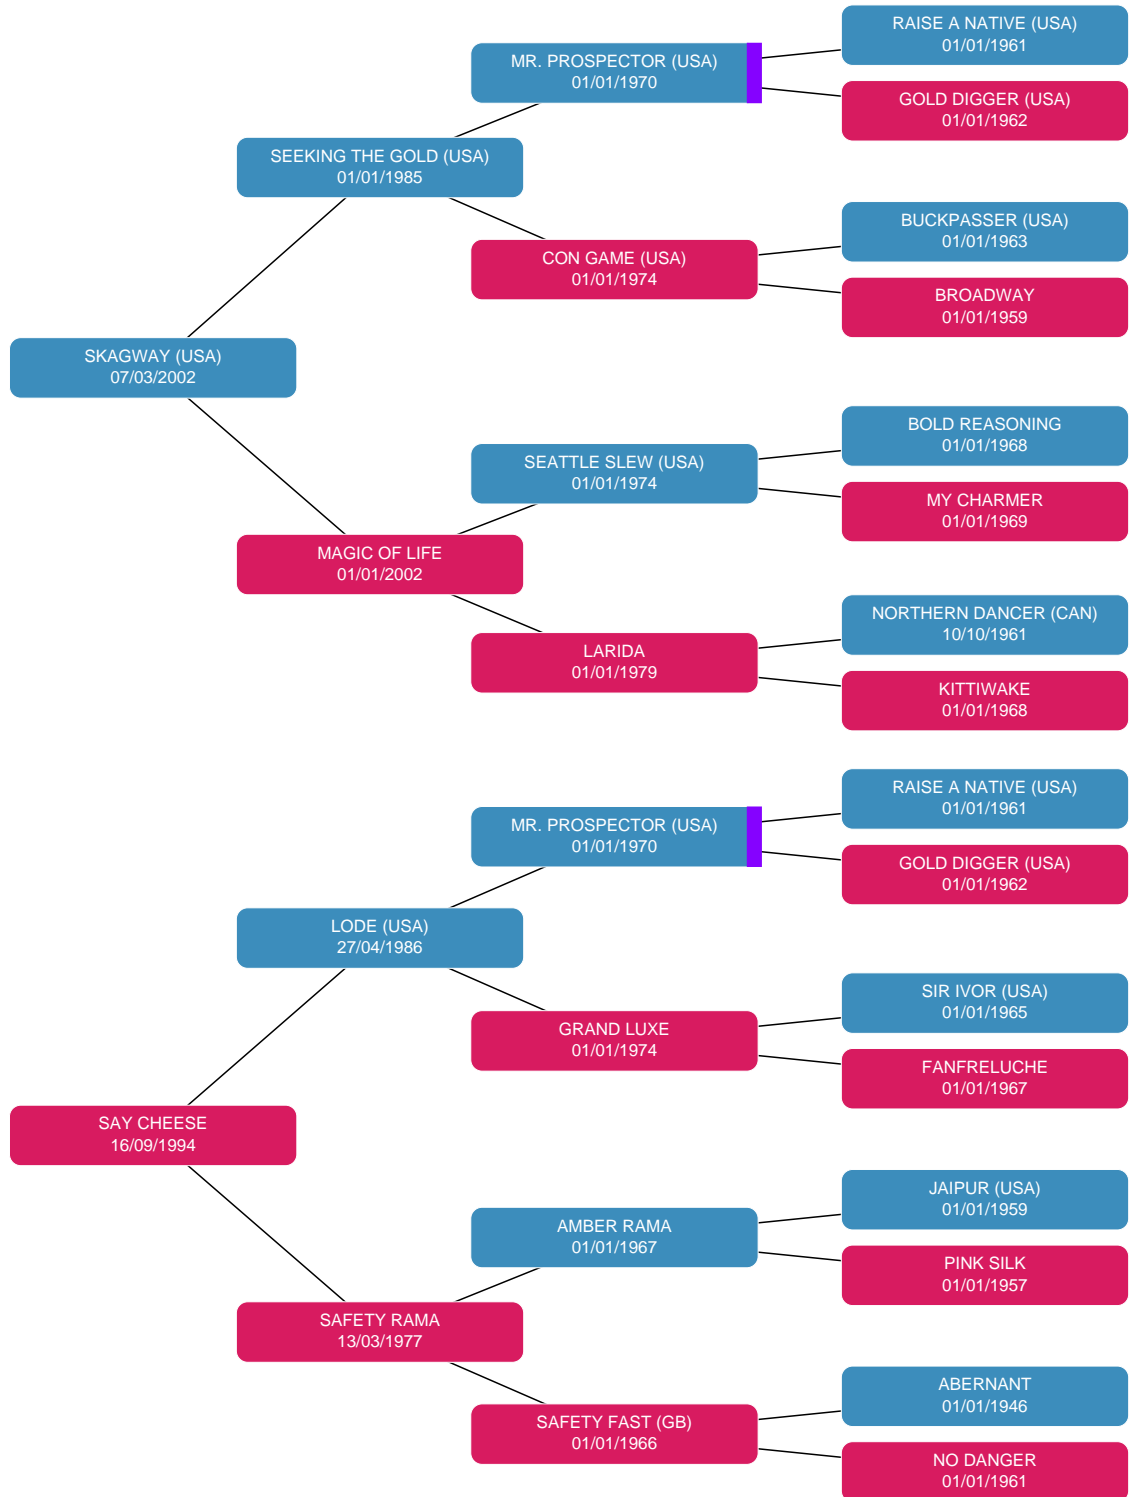 RAISE A NATIVE (USA)
01/01/1961
MR. PROSPECTOR (USA)
01/01/1970
GOLD DIGGER (USA)
01/01/1962
SEEKING THE GOLD (USA)
01/01/1985
BUCKPASSER (USA)
01/01/1963
CON GAME (USA)
01/01/1974
BROADWAY
01/01/1959
SKAGWAY (USA)
07/03/2002
BOLD REASONING
01/01/1968
SEATTLE SLEW (USA)
01/01/1974
MY CHARMER
01/01/1969
MAGIC OF LIFE
01/01/2002
NORTHERN DANCER (CAN)
10/10/1961
LARIDA
01/01/1979
KITTIWAKE
01/01/1968
RAISE A NATIVE (USA)
01/01/1961
MR. PROSPECTOR (USA)
01/01/1970
GOLD DIGGER (USA)
01/01/1962
LODE (USA)
27/04/1986
SIR IVOR (USA)
01/01/1965
GRAND LUXE
01/01/1974
FANFRELUCHE
01/01/1967
SAY CHEESE
16/09/1994
JAIPUR (USA)
01/01/1959
AMBER RAMA
01/01/1967
PINK SILK
01/01/1957
SAFETY RAMA
13/03/1977
ABERNANT
01/01/1946
SAFETY FAST (GB)
01/01/1966
NO DANGER
01/01/1961